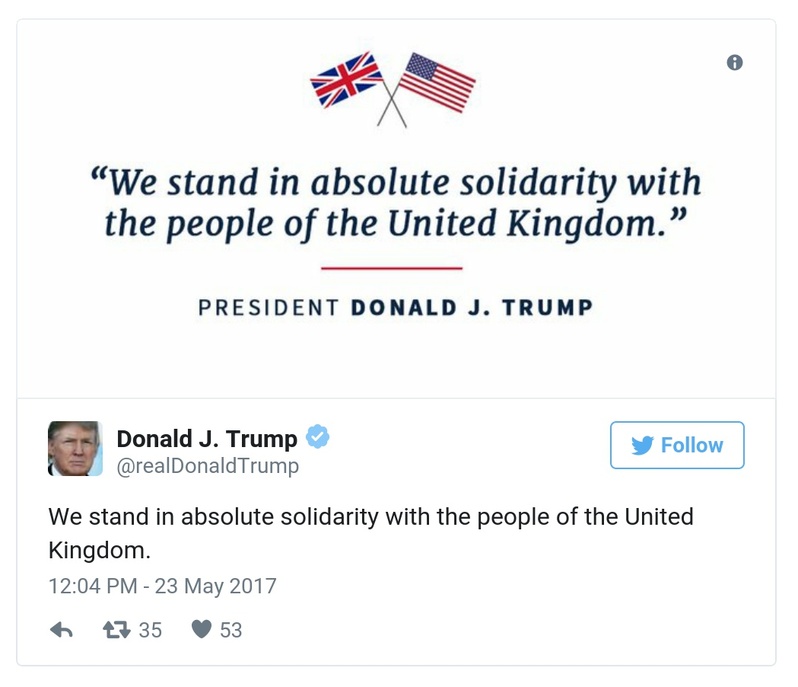 “We stand in absolute solidarity with
the people of the United Kingdom.”
PRESIDENT DONALD J. TRUMP
Donald J. Trump
@realDonaldTrump
Follow
We stand in absolute solidarity with the people of the United
Kingdom.
12:04 PM - 23 May 2017
35 53